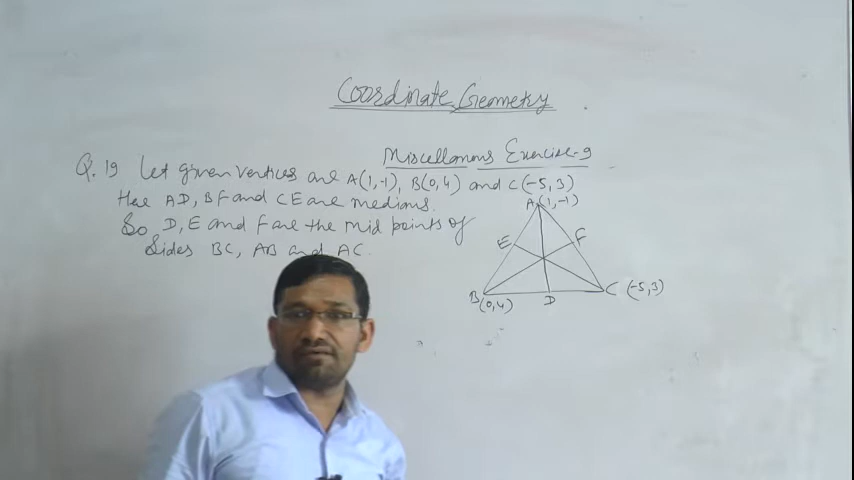 Coordinate Geometry
Miscellanous Exercise-9
Q. 19 Let given vertices are A(1,-1), B(0,4) and C(-5,3)
Here AD, BF and CE are medians.
So, D, E and F are the mid points of
Sides BC, AB and AC.
A(1,-1)
E
F
B(0,4)
D
C (-5,3)